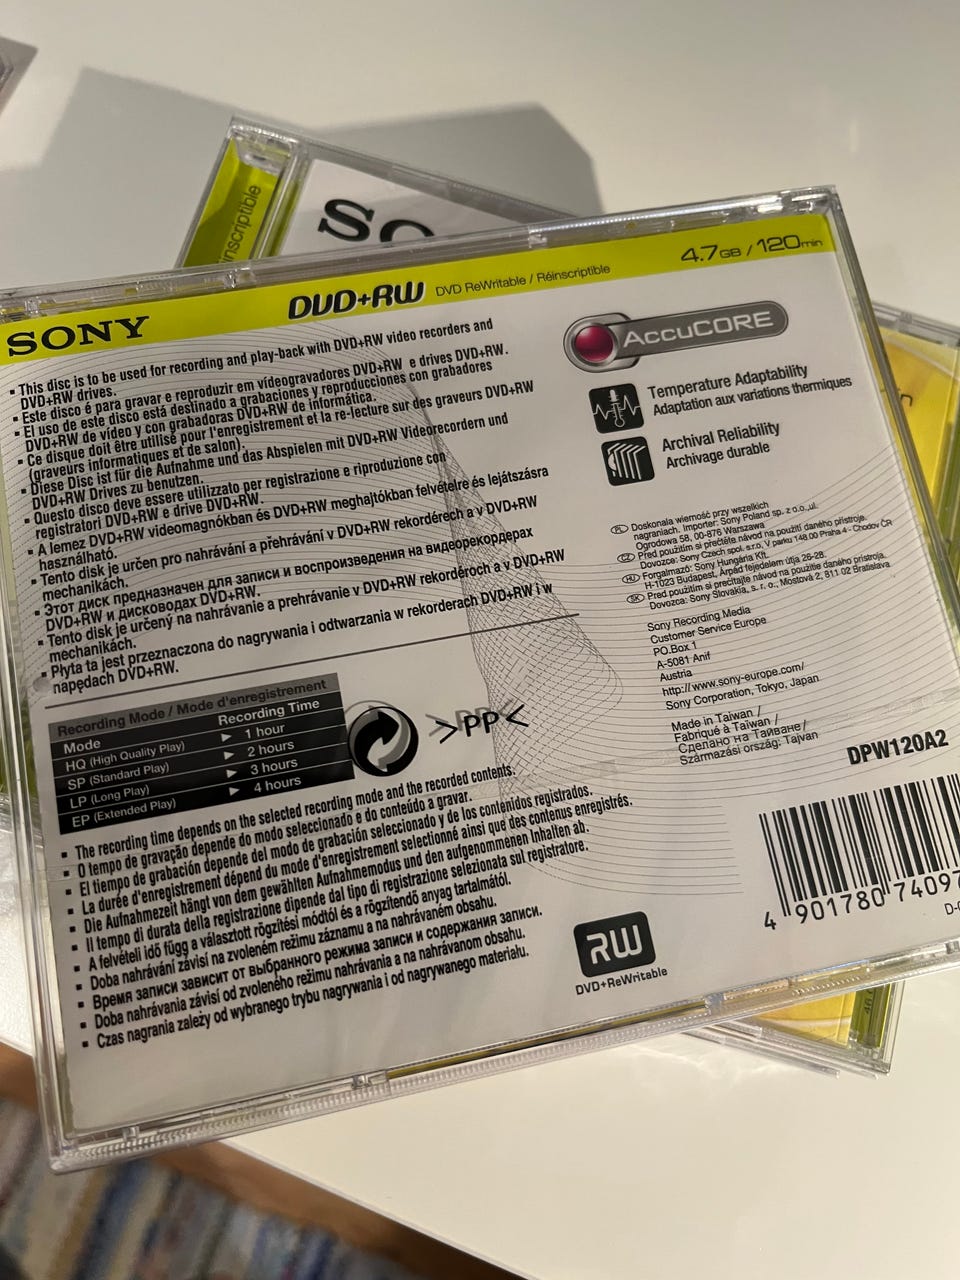 inscriptible
SO
SONY
DVD+RW
DVD ReWritable / Réinscriptible
4.7GB / 120min
▪ This disc is to be used for recording and play-back with DVD+RW video recorders and
DVD+RW drives.
▪ Este disco é para gravar e reproduzir em vídeogravadores DVD+RW e drives DVD+RW.
▪ El uso de este disco está destinado a grabaciones y reproducciones con grabadores
DVD+RW de vídeo y con grabadoras DVD+RW de informática.
▪ Ce disque doit être utilisé pour l'enregistrement et la re-lecture sur des graveurs DVD+RW
(graveurs informatiques et de salon).
▪ Diese Disc ist für die Aufnahme und das Abspielen mit DVD+RW Videorecordern und
DVD+RW Drives zu benutzen.
▪ Questo disco deve essere utilizzato per registrazione e riproduzione con
registratori DVD+RW e drive DVD+RW.
▪ A lemez DVD+RW videomagnókban és DVD+RW meghajtókban felvételre és lejátszásra
használható.
▪ Tento disk je určen pro nahrávání a přehrávání v DVD+RW rekordérech a v DVD+RW
mechanikách.
▪ Этот диск предназначен для записи и воспроизведения на видеорекордерах
DVD+RW и дисководах DVD+RW.
▪ Tento disk je určený na nahrávanie a prehrávanie v DVD+RW rekordéroch a v DVD+RW
mechanikách.
▪ Płyta ta jest przeznaczona do nagrywania i odtwarzania w rekorderach DVD+RW i w
napędach DVD+RW.
AccuCORE
Temperature Adaptability
Adaptation aux variations thermiques
Archival Reliability
Archivage durable
PL Doskonała wierność przy wszelkich
nagraniach. Importer: Sony Poland sp. z o.o.,ul.
Ogrodowa 58, 00-876 Warszawa
CZ Před použitím si přečtěte návod na použití daného přístroje.
Dovozce: Sony Czech spol. s.r.o, V parku 148 00 Praha 4 - Chodov ČR
HU Forgalmazó: Sony Hungária Kft.
H-1023 Budapest, Árpád fejedelem útja 26-28.
SK Pred použitím si prečítajte návod na použitie daného prístroja.
Dovozca: Sony Slovakia, s. r. o., Mostová 2, 811 02 Bratislava
Sony Recording Media
Customer Service Europe
PO.Box 1
A-5081 Anif
Austria
http://www.sony-europe.com/
Sony Corporation, Tokyo, Japan
Made in Taiwan /
Fabriqué à Taiwan /
Сделано на Тайване /
Származási ország: Tajvan
DPW120A2
Recording Mode / Mode d'enregistrement
Mode Recording Time
HQ (High Quality Play) ▶ 1 hour
SP (Standard Play) ▶ 2 hours
LP (Long Play) ▶ 3 hours
EP (Extended Play) ▶ 4 hours
>PP<
▪ The recording time depends on the selected recording mode and the recorded contents.
▪ O tempo de gravação depende do modo seleccionado e do conteúdo a gravar.
▪ El tiempo de grabación depende del modo de grabación seleccionado y de los contenidos registrados.
▪ La durée d'enregistrement dépend du mode d'enregistrement selectionné ainsi que des contenus enregistrés.
▪ Die Aufnahmezeit hängt von dem gewählten Aufnahmemodus und den aufgenommenen Inhalten ab.
▪ Il tempo di durata della registrazione dipende dal tipo di registrazione selezionata sul registratore.
▪ A felvételi idő függ a választott rögzítési módtól és a rögzítendő anyag tartalmától.
▪ Doba nahrávání závisí na zvoleném režimu záznamu a na nahrávaném obsahu.
▪ Время записи зависит от выбранного режима записи и содержания записи.
▪ Doba nahrávania závisí od zvoleného režimu nahrávania a na nahrávanom obsahu.
▪ Czas nagrania zależy od wybranego trybu nagrywania i od nagrywanego materiału.
RW
DVD+ReWritable
4 901780 74097